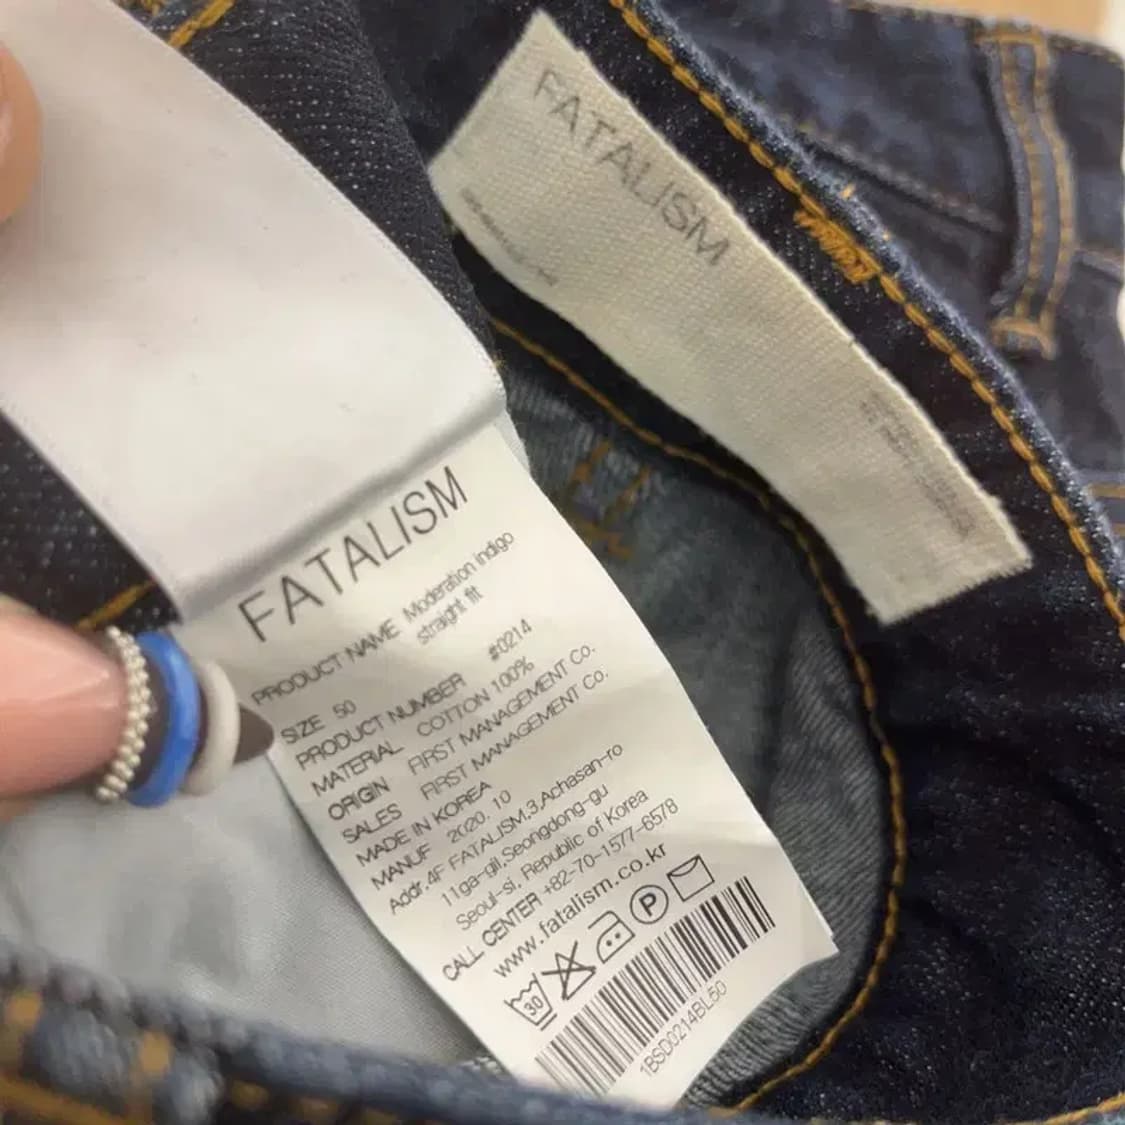 FATALISM
FATALISM
PRODUCT NAME Moderation indigo
straight fit
SIZE 50
PRODUCT NUMBER #0214
MATERIAL COTTON 100%
ORIGIN FIRST MANAGEMENT Co.
SALES FIRST MANAGEMENT Co.
MADE IN KOREA
MANUF 2020. 10
Addr.4F FATALISM,3,Achasan-ro
11ga-gil,Seongdong-gu
Seoul-si, Republic of Korea
CALL CENTER +82-70-1577-6578
www.fatalism.co.kr
30
P
1BSD0214BL50